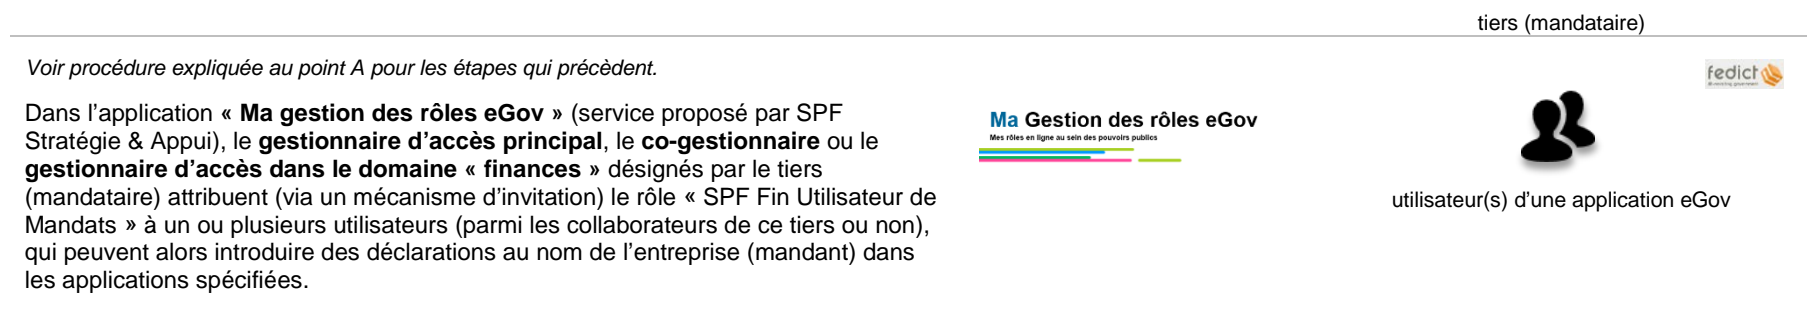 tiers (mandataire)
Voir procédure expliquée au point A pour les étapes qui précèdent.
fedict
Dans l’application « Ma gestion des rôles eGov » (service proposé par SPF
Stratégie & Appui), le gestionnaire d’accès principal, le co-gestionnaire ou le
gestionnaire d’accès dans le domaine « finances » désignés par le tiers
(mandataire) attribuent (via un mécanisme d’invitation) le rôle « SPF Fin Utilisateur de
Mandats » à un ou plusieurs utilisateurs (parmi les collaborateurs de ce tiers ou non),
qui peuvent alors introduire des déclarations au nom de l’entreprise (mandant) dans
les applications spécifiées.
Ma Gestion des rôles eGov
Mes rôles en ligne au sein des pouvoirs publics
utilisateur(s) d’une application eGov